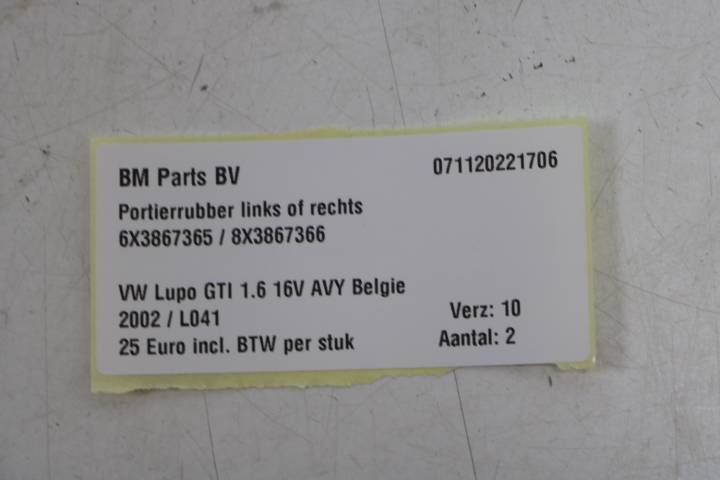 BM Parts BV 071120221706
Portierrubber links of rechts
6X3867365 / 8X3867366
VW Lupo GTI 1.6 16V AVY Belgie
2002 / L041 Verz: 10
25 Euro incl. BTW per stuk Aantal: 2